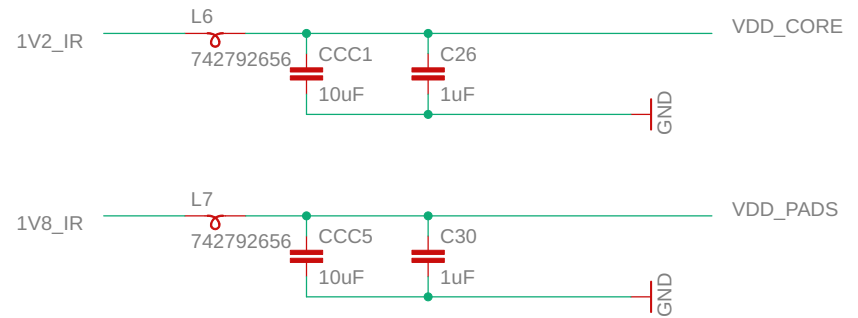 L6
1V2_IR
VDD_CORE
742792656
CCC1
C26
10uF
1uF
GND
L7
1V8_IR
VDD_PADS
742792656
CCC5
C30
10uF
1uF
GND